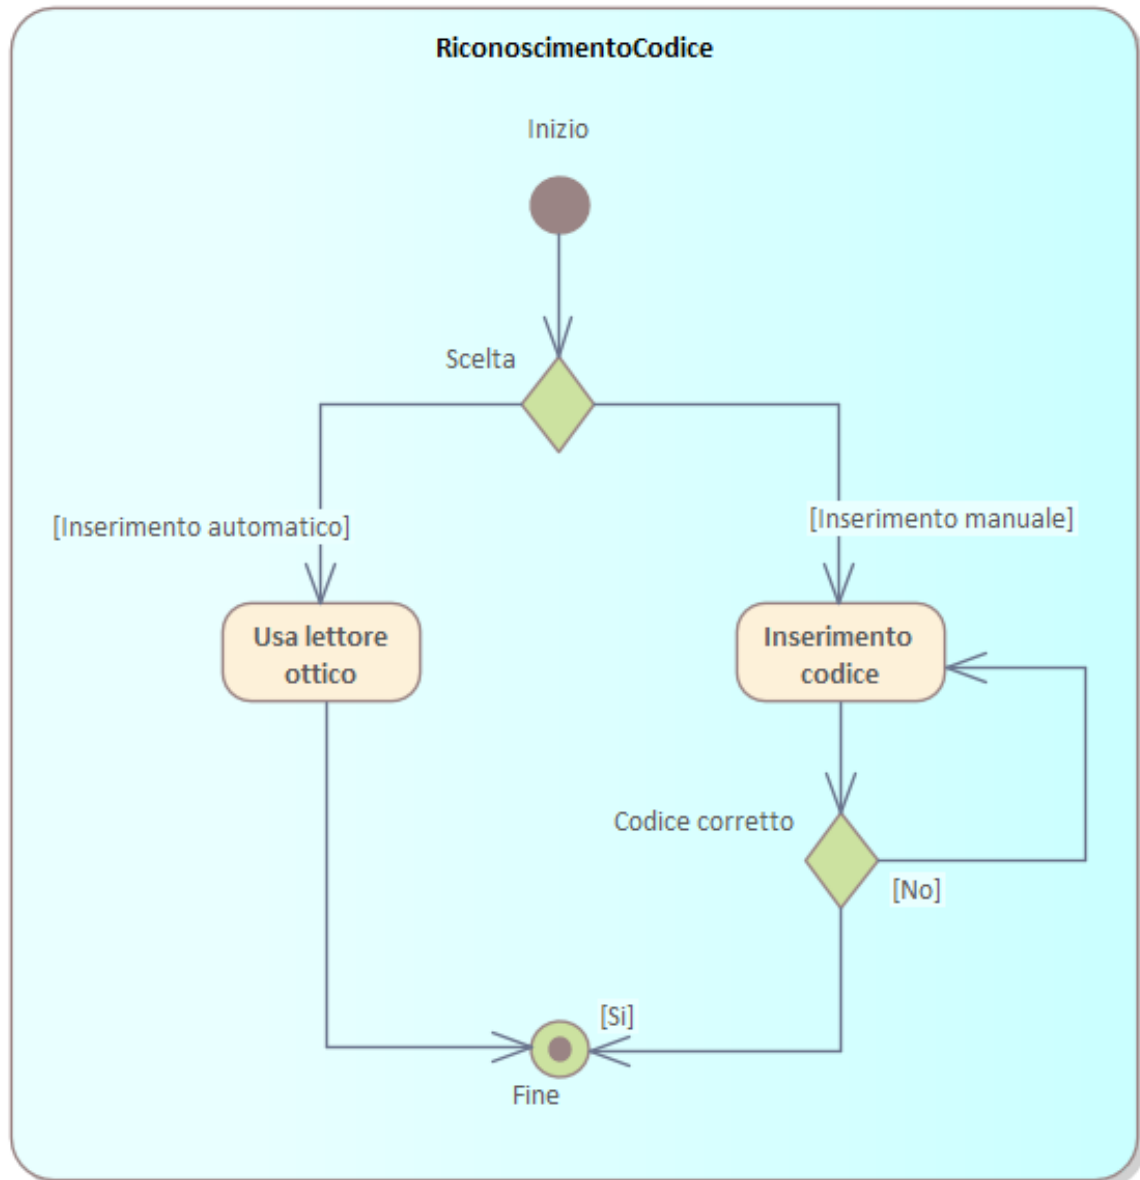 RiconoscimentoCodice
Inizio
Scelta
[Inserimento automatico]
[Inserimento manuale]
Usa lettore
ottico
Inserimento
codice
Codice corretto
[No]
[Si]
Fine